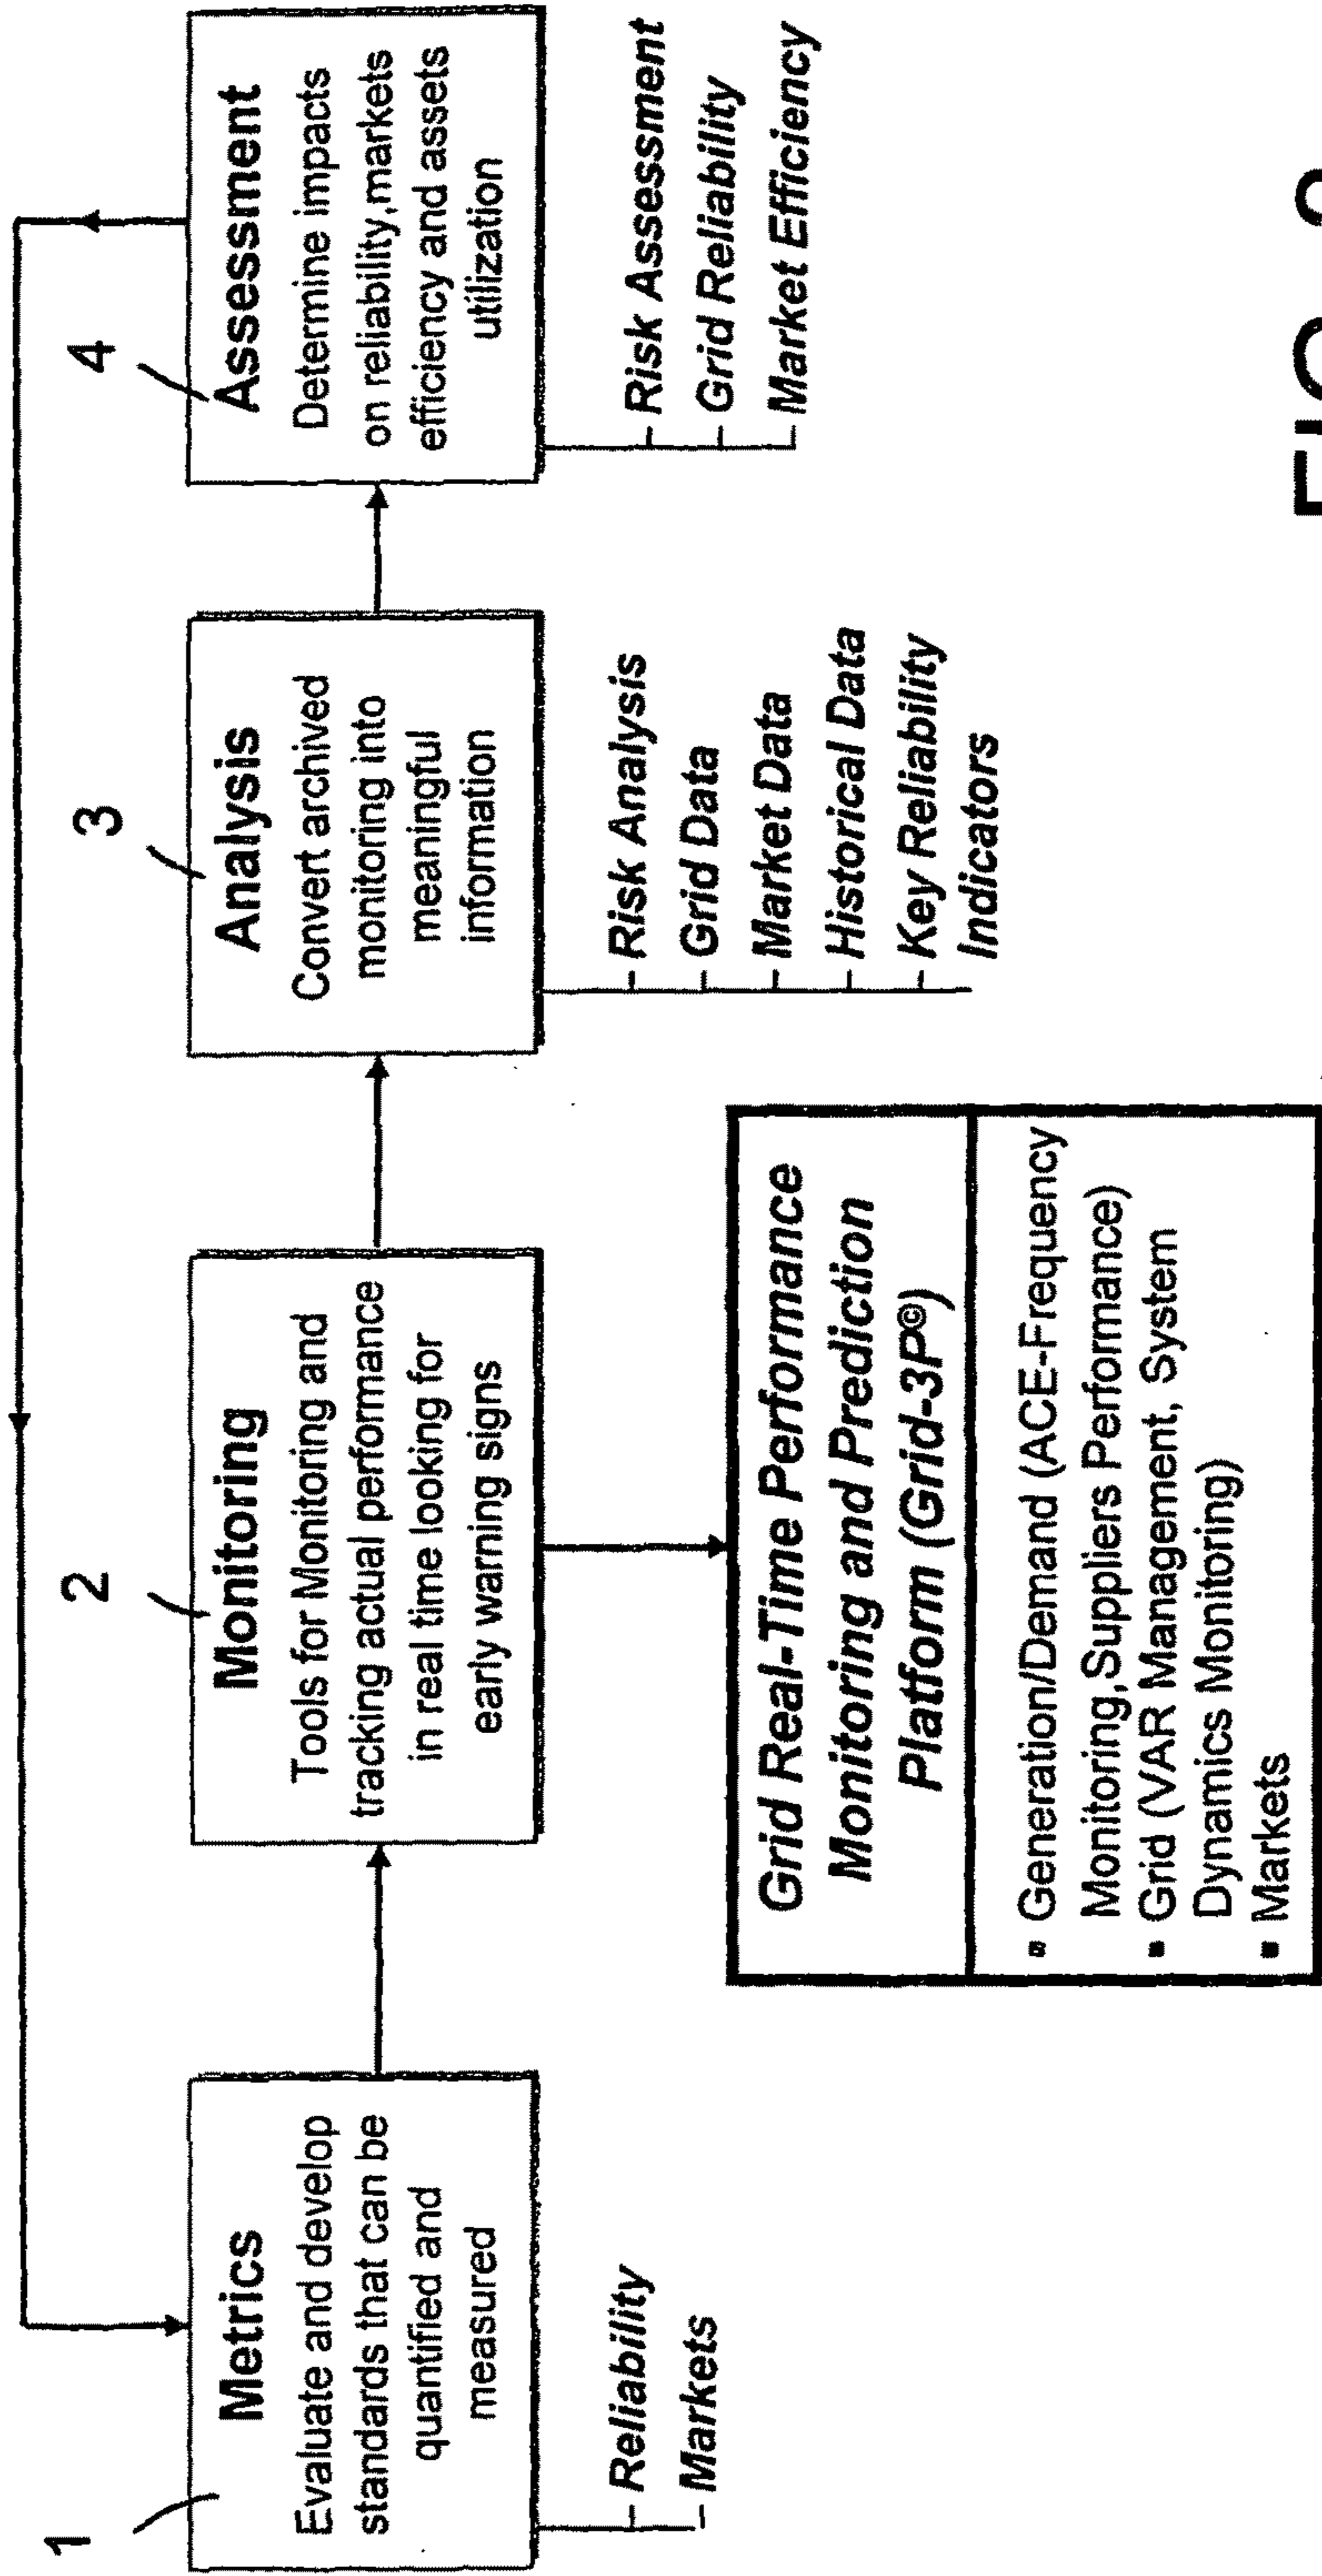 1
Metrics
Evaluate and develop
standards that can be
quantified and
measured
Reliability
Markets
2
Monitoring
Tools for Monitoring and
tracking actual performance
in real time looking for
early warning signs
Grid Real-Time Performance
Monitoring and Prediction
Platform (Grid-3P©)
▪ Generation/Demand (ACE-Frequency
Monitoring,Suppliers Performance)
▪ Grid (VAR Management, System
Dynamics Monitoring)
▪ Markets
3
Analysis
Convert archived
monitoring into
meaningful
information
Risk Analysis
Grid Data
Market Data
Historical Data
Key Reliability
Indicators
4
Assessment
Determine impacts
on reliability,markets
efficiency and assets
utilization
Risk Assessment
Grid Reliability
Market Efficiency